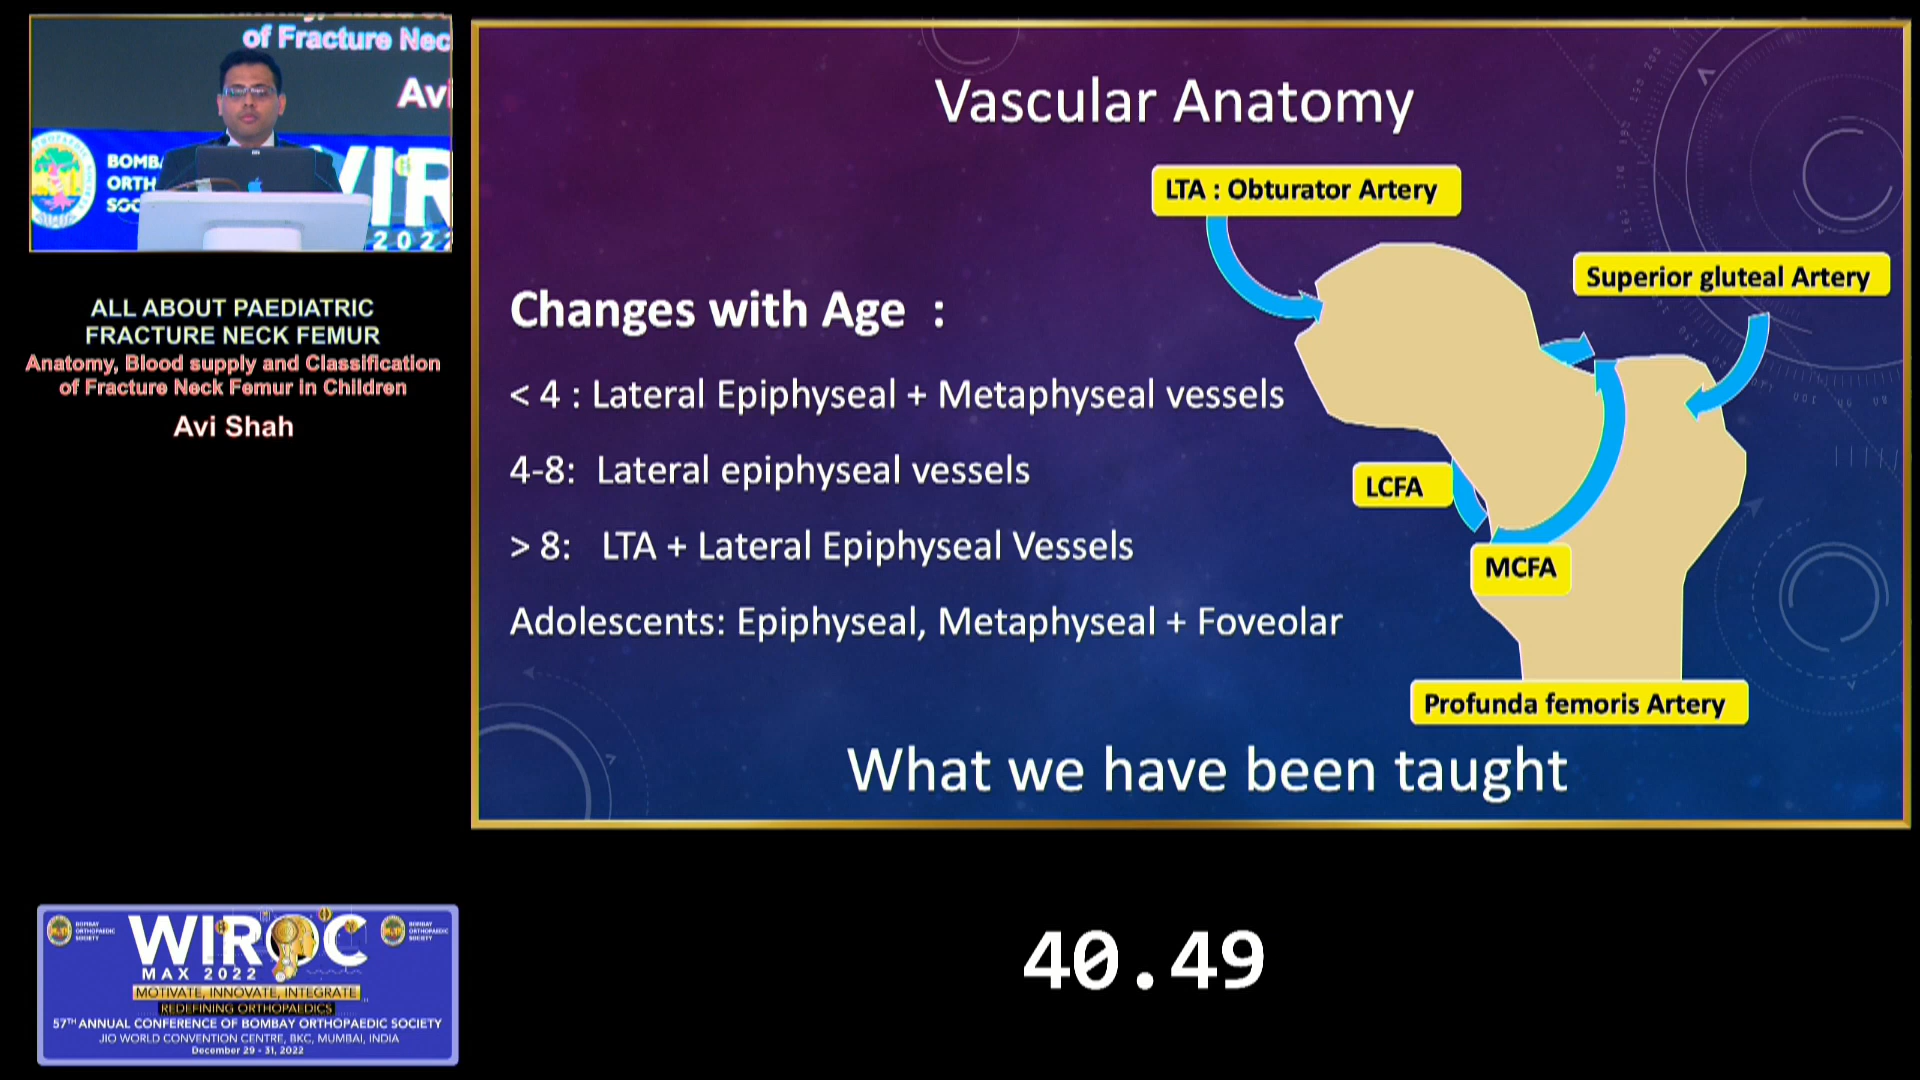 of Fracture Nec
Avi
BOMBA
ORTH
SOC
WIR
2022
ALL ABOUT PAEDIATRIC
FRACTURE NECK FEMUR
Anatomy, Blood supply and Classification
of Fracture Neck Femur in Children
Avi Shah
Vascular Anatomy
LTA : Obturator Artery
Superior gluteal Artery
Changes with Age :
< 4 : Lateral Epiphyseal + Metaphyseal vessels
4-8: Lateral epiphyseal vessels
> 8: LTA + Lateral Epiphyseal Vessels
Adolescents: Epiphyseal, Metaphyseal + Foveolar
LCFA
MCFA
Profunda femoris Artery
What we have been taught
BOMBAY
ORTHOPAEDIC
SOCIETY
WIROC
MAX 2022
BOMBAY
ORTHOPAEDIC
SOCIETY
MOTIVATE, INNOVATE, INTEGRATE
REDEFINING ORTHOPAEDICS
57TH ANNUAL CONFERENCE OF BOMBAY ORTHOPAEDIC SOCIETY
JIO WORLD CONVENTION CENTRE, BKC, MUMBAI, INDIA
December 29 - 31, 2022
40.49